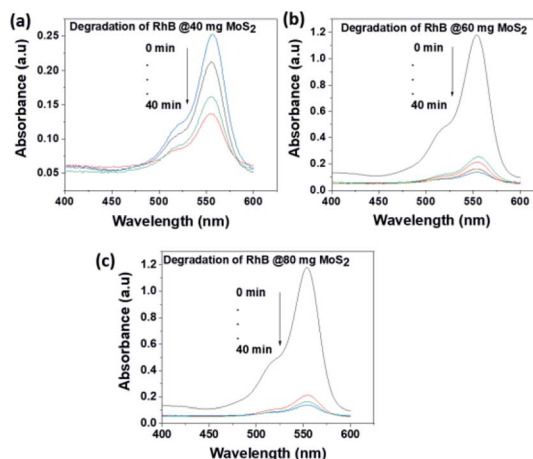 (a)
Degradation of RhB @40 mg MoS2
0 min
40 min
0.25
0.20
0.15
0.10
0.05
Absorbance (a.u)
400 450 500 550 600
Wavelength (nm)
(b)
Degradation of RhB @60 mg MoS2
0 min
40 min
1.2
1.0
0.8
0.6
0.4
0.2
0.0
Absorbance (a.u)
400 450 500 550 600
Wavelength (nm)
(c)
Degradation of RhB @80 mg MoS2
0 min
40 min
1.2
1.0
0.8
0.6
0.4
0.2
0.0
Absorbance (a.u)
400 450 500 550 600
Wavelength (nm)